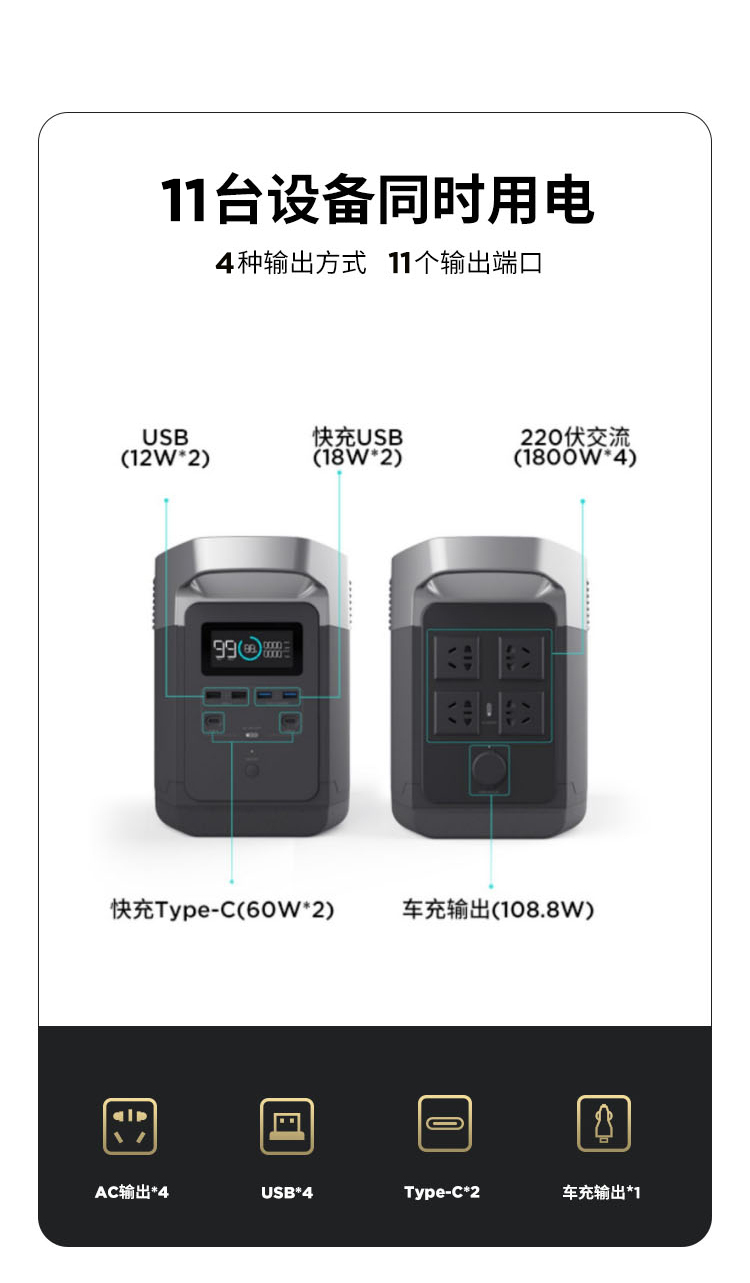 11台设备同时用电
4种输出方式 11个输出端口
USB
(12W*2)
快充USB
(18W*2)
220伏交流
(1800W*4)
99
快充Type-C(60W*2)
车充输出(108.8W)
AC输出*4
USB*4
Type-C*2
车充输出*1